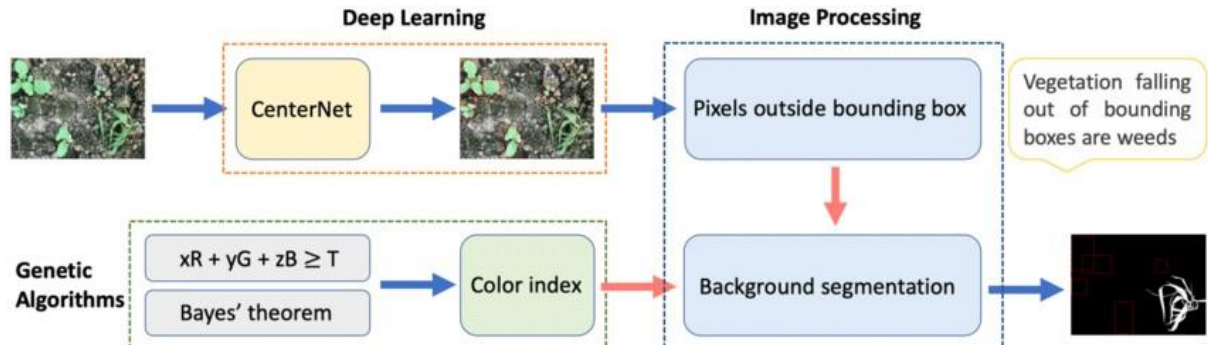 Deep Learning
Image Processing
CenterNet
Pixels outside bounding box
Vegetation falling
out of bounding
boxes are weeds
Genetic
Algorithms
xR + yG + zB ≥ T
Bayes’ theorem
Color index
Background segmentation